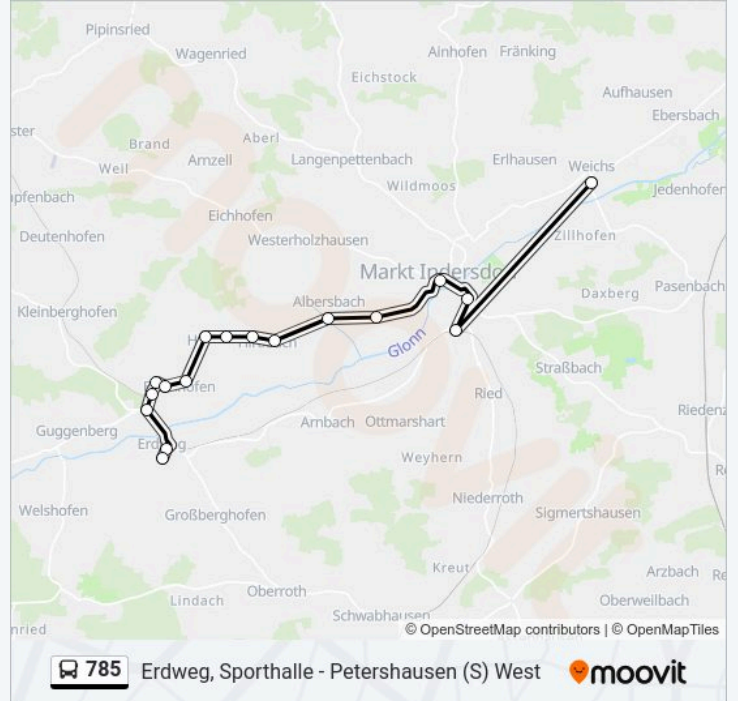 Pipinsried
Wagenried
Ainhofen
Fränking
Eichstock
Aufhausen
Ebersbach
Aberl
Brand
Arnzell
Langenpettenbach
Erlhausen
Weichs
Weil
Wildmoos
Jedenhofen
Eichhofen
Deutenhofen
Westerholzhausen
Zillhofen
Markt Indersdo
Pasenbach
Daxberg
Albersbach
Kleinberghofen
Glonn
Straßbach
Ried
Arnbach
Ottmarshart
Guggenberg
Weyhern
Niederroth
Welshofen
Großberghofen
Sigmertshausen
Kreut
Arzbach
Oberroth
Lindach
Oberweilbach
Schwabhausen
© OpenStreetMap contributors | © OpenMapTiles
785 Erdweg, Sporthalle - Petershausen (S) West
moovit